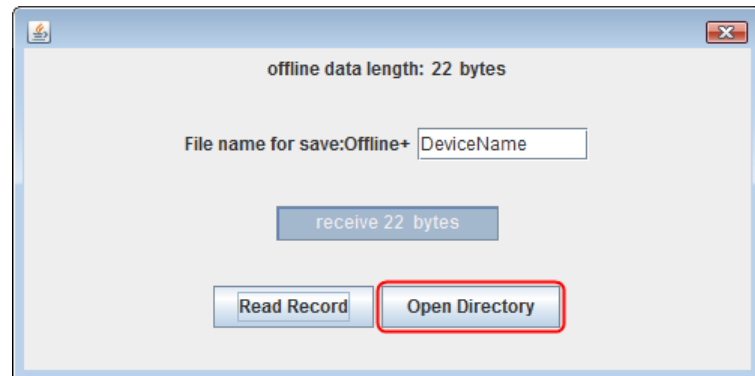 offline data length: 22 bytes
File name for save:Offline+ DeviceName
receive 22 bytes
Read Record Open Directory